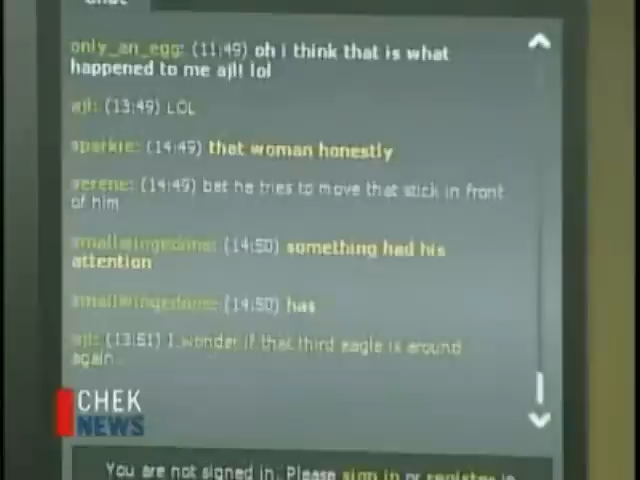 Chat
only_an_egg: (11:49) oh i think that is what
happened to me ajl! lol
ajl: (13:49) LOL
sparkie: (14:49) that woman honestly
serene: (14:49) bet he tries to move that stick in front
of him
(14:50) something had his
attention
(14:50) has
ajl: (13:51) I wonder if that third eagle is around
again
CHEK
NEWS
You are not signed in. Please sign in or register